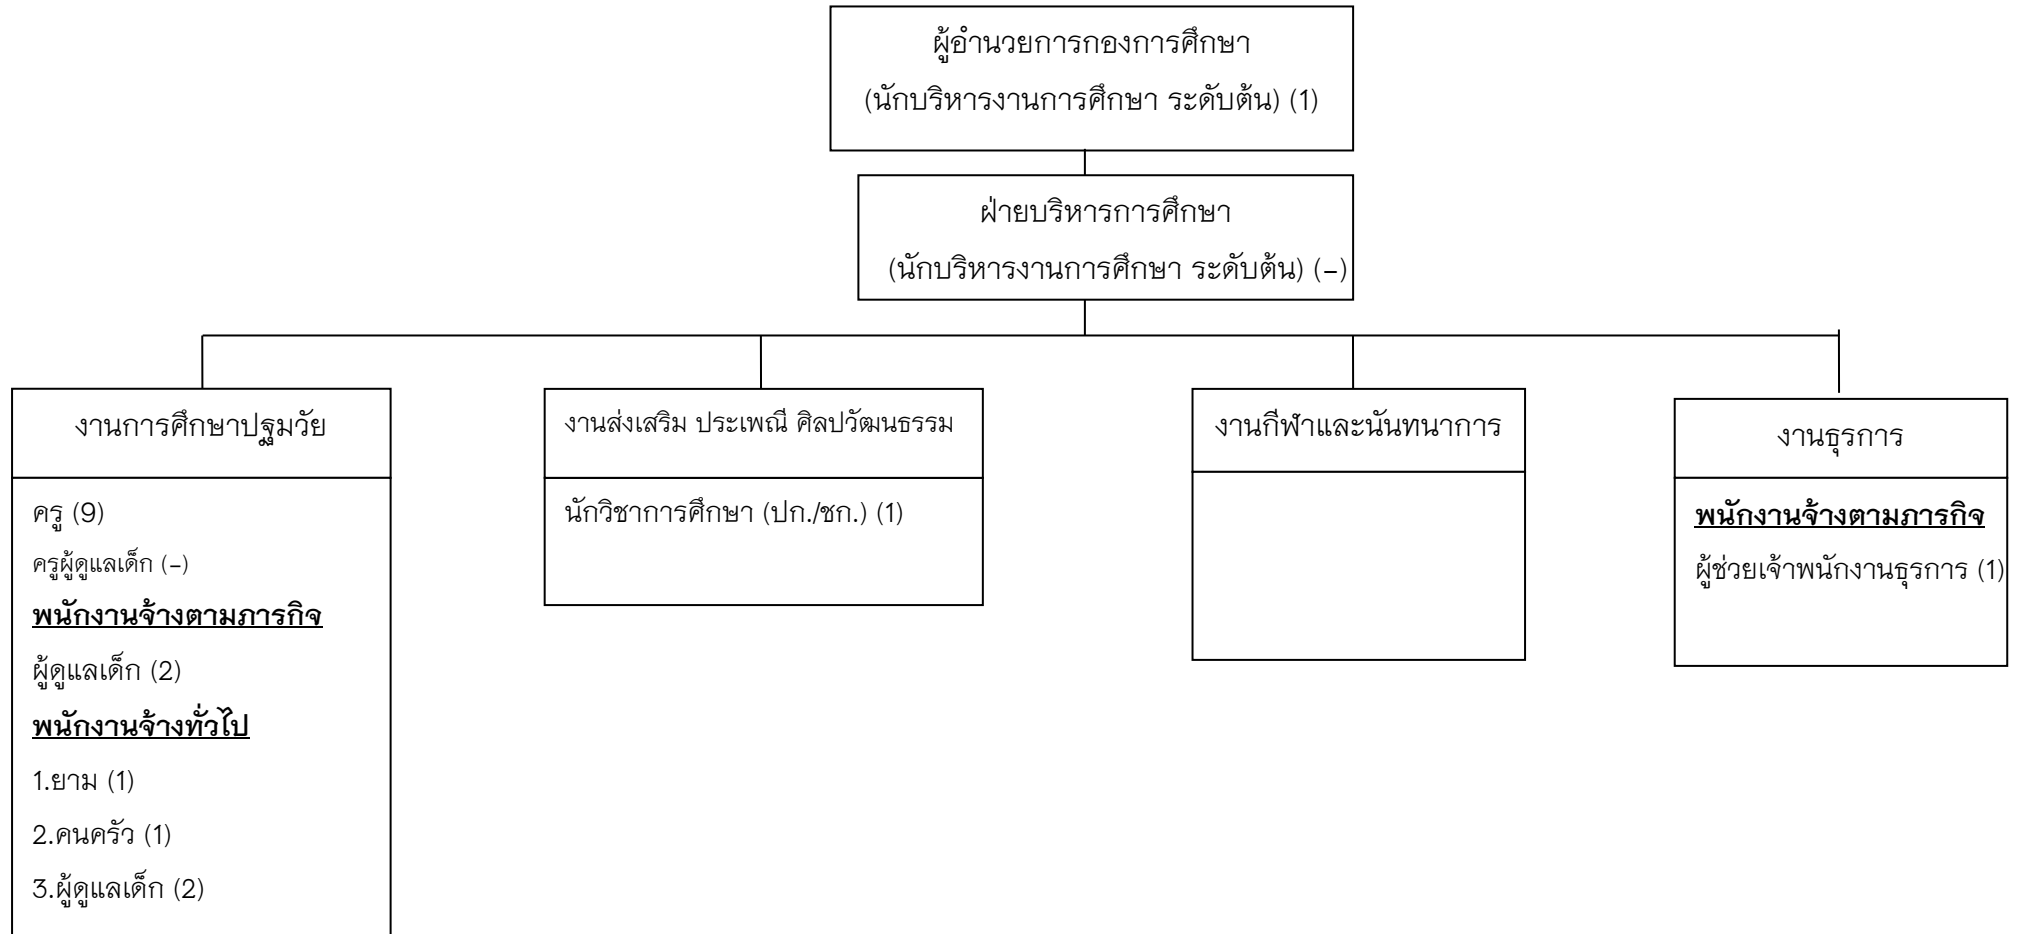 ผู้อำนวยการกองการศึกษา
(นักบริหารงานการศึกษา ระดับต้น) (1)
ฝ่ายบริหารการศึกษา
(นักบริหารงานการศึกษา ระดับต้น) (-)
งานการศึกษาปฐมวัย
ครู (9)
ครูผู้ดูแลเด็ก (-)
พนักงานจ้างตามภารกิจ
ผู้ดูแลเด็ก (2)
พนักงานจ้างทั่วไป
1.ยาม (1)
2.คนครัว (1)
3.ผู้ดูแลเด็ก (2)
งานส่งเสริม ประเพณี ศิลปวัฒนธรรม
นักวิชาการศึกษา (ปก./ชก.) (1)
งานกีฬาและนันทนาการ
งานธุรการ
พนักงานจ้างตามภารกิจ
ผู้ช่วยเจ้าพนักงานธุรการ (1)